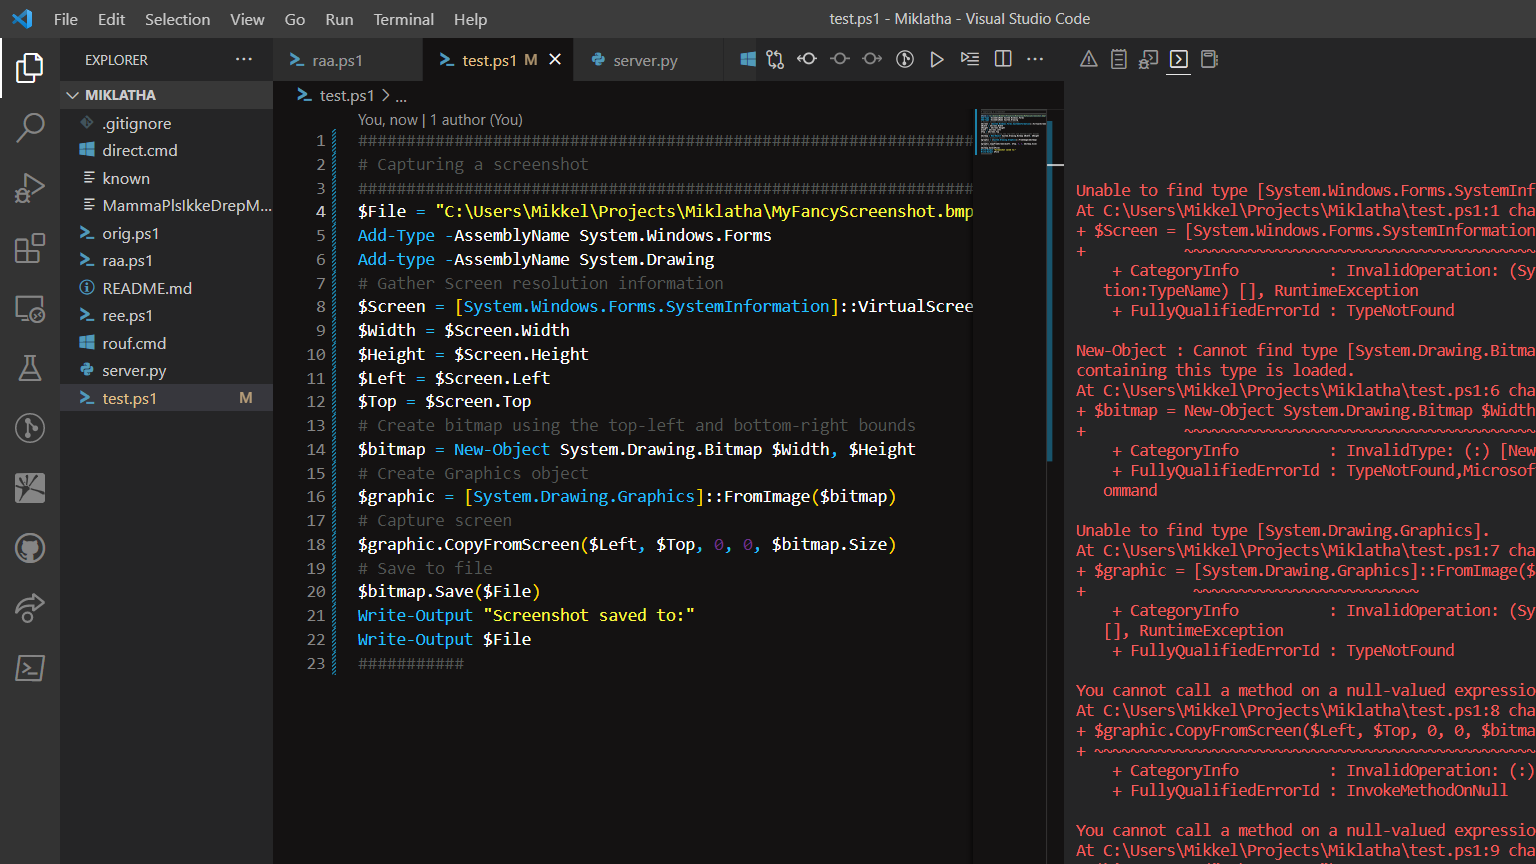 File Edit Selection View Go Run Terminal Help
test.ps1 - Miklatha - Visual Studio Code
EXPLORER ...
MIKLATHA
.gitignore
direct.cmd
known
MammaPlsIkkeDrepM...
orig.ps1
raa.ps1
README.md
ree.ps1
rouf.cmd
server.py
test.ps1 M
raa.ps1
test.ps1 M
server.py
test.ps1 > ...
You, now | 1 author (You)
1 ################################################################
2 # Capturing a screenshot
3 ################################################################
4 $File = "C:\Users\Mikkel\Projects\Miklatha\MyFancyScreenshot.bmp
5 Add-Type -AssemblyName System.Windows.Forms
6 Add-type -AssemblyName System.Drawing
7 # Gather Screen resolution information
8 $Screen = [System.Windows.Forms.SystemInformation]::VirtualScree
9 $Width = $Screen.Width
10 $Height = $Screen.Height
11 $Left = $Screen.Left
12 $Top = $Screen.Top
13 # Create bitmap using the top-left and bottom-right bounds
14 $bitmap = New-Object System.Drawing.Bitmap $Width, $Height
15 # Create Graphics object
16 $graphic = [System.Drawing.Graphics]::FromImage($bitmap)
17 # Capture screen
18 $graphic.CopyFromScreen($Left, $Top, 0, 0, $bitmap.Size)
19 # Save to file
20 $bitmap.Save($File)
21 Write-Output "Screenshot saved to:"
22 Write-Output $File
23 ###########
Unable to find type [System.Windows.Forms.SystemInf
At C:\Users\Mikkel\Projects\Miklatha\test.ps1:1 cha
+ $Screen = [System.Windows.Forms.SystemInformation
+ ~~~~~~~~~~~~~~~~~~~~~~~~~~~~~~~~~~~~~~~
+ CategoryInfo : InvalidOperation: (Sy
tion:TypeName) [], RuntimeException
+ FullyQualifiedErrorId : TypeNotFound
New-Object : Cannot find type [System.Drawing.Bitma
containing this type is loaded.
At C:\Users\Mikkel\Projects\Miklatha\test.ps1:6 cha
+ $bitmap = New-Object System.Drawing.Bitmap $Width
+ ~~~~~~~~~~~~~~~~~~~~~~~~~~~~~~~~~~~~~~~
+ CategoryInfo : InvalidType: (:) [New
+ FullyQualifiedErrorId : TypeNotFound,Microsof
ommand
Unable to find type [System.Drawing.Graphics].
At C:\Users\Mikkel\Projects\Miklatha\test.ps1:7 cha
+ $graphic = [System.Drawing.Graphics]::FromImage($
+ ~~~~~~~~~~~~~~~~~~~~~~~~~
+ CategoryInfo : InvalidOperation: (Sy
[], RuntimeException
+ FullyQualifiedErrorId : TypeNotFound
You cannot call a method on a null-valued expressio
At C:\Users\Mikkel\Projects\Miklatha\test.ps1:8 cha
+ $graphic.CopyFromScreen($Left, $Top, 0, 0, $bitma
+ ~~~~~~~~~~~~~~~~~~~~~~~~~~~~~~~~~~~~~~~~~~~~~~~~~
+ CategoryInfo : InvalidOperation: (:)
+ FullyQualifiedErrorId : InvokeMethodOnNull
You cannot call a method on a null-valued expressio
At C:\Users\Mikkel\Projects\Miklatha\test.ps1:9 cha